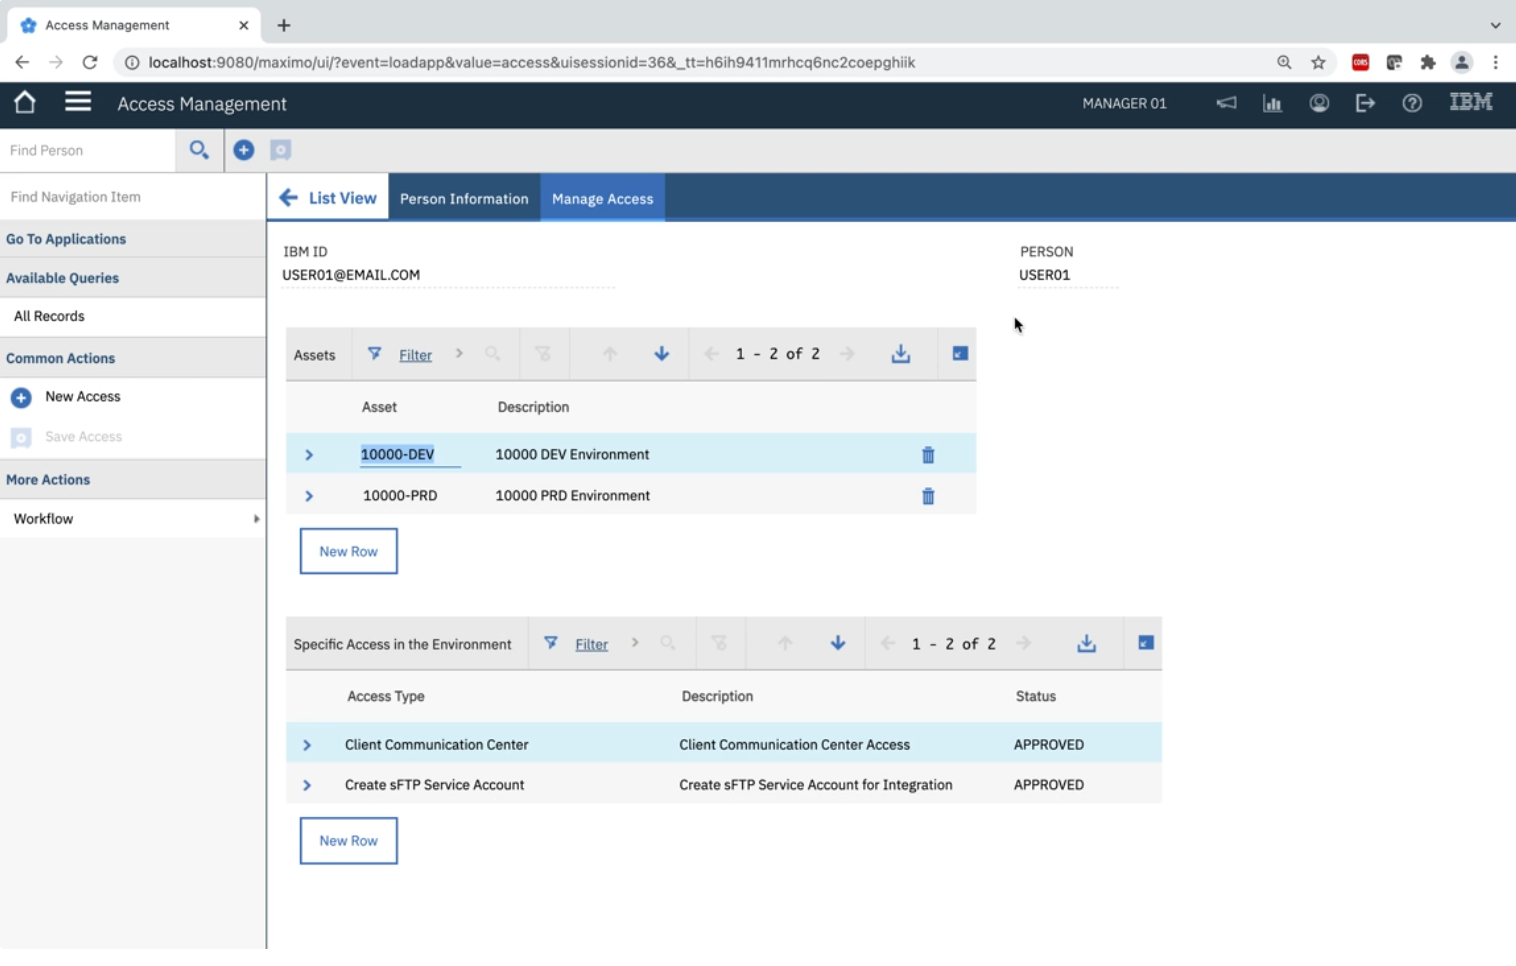 Access Management
localhost:9080/maximo/ui/?event=loadapp&value=access&uisessionid=36&_tt=h6ih9411mrhcq6nc2coepghiik
CORS
Access Management
MANAGER 01
IBM
Find Person
Find Navigation Item
Go To Applications
Available Queries
All Records
Common Actions
New Access
Save Access
More Actions
Workflow
List View
Person Information
Manage Access
IBM ID
USER01@EMAIL.COM
PERSON
USER01
Assets
Filter
1 - 2 of 2
Asset Description
10000-DEV 10000 DEV Environment
10000-PRD 10000 PRD Environment
New Row
Specific Access in the Environment
Filter
1 - 2 of 2
Access Type Description Status
Client Communication Center Client Communication Center Access APPROVED
Create sFTP Service Account Create sFTP Service Account for Integration APPROVED
New Row